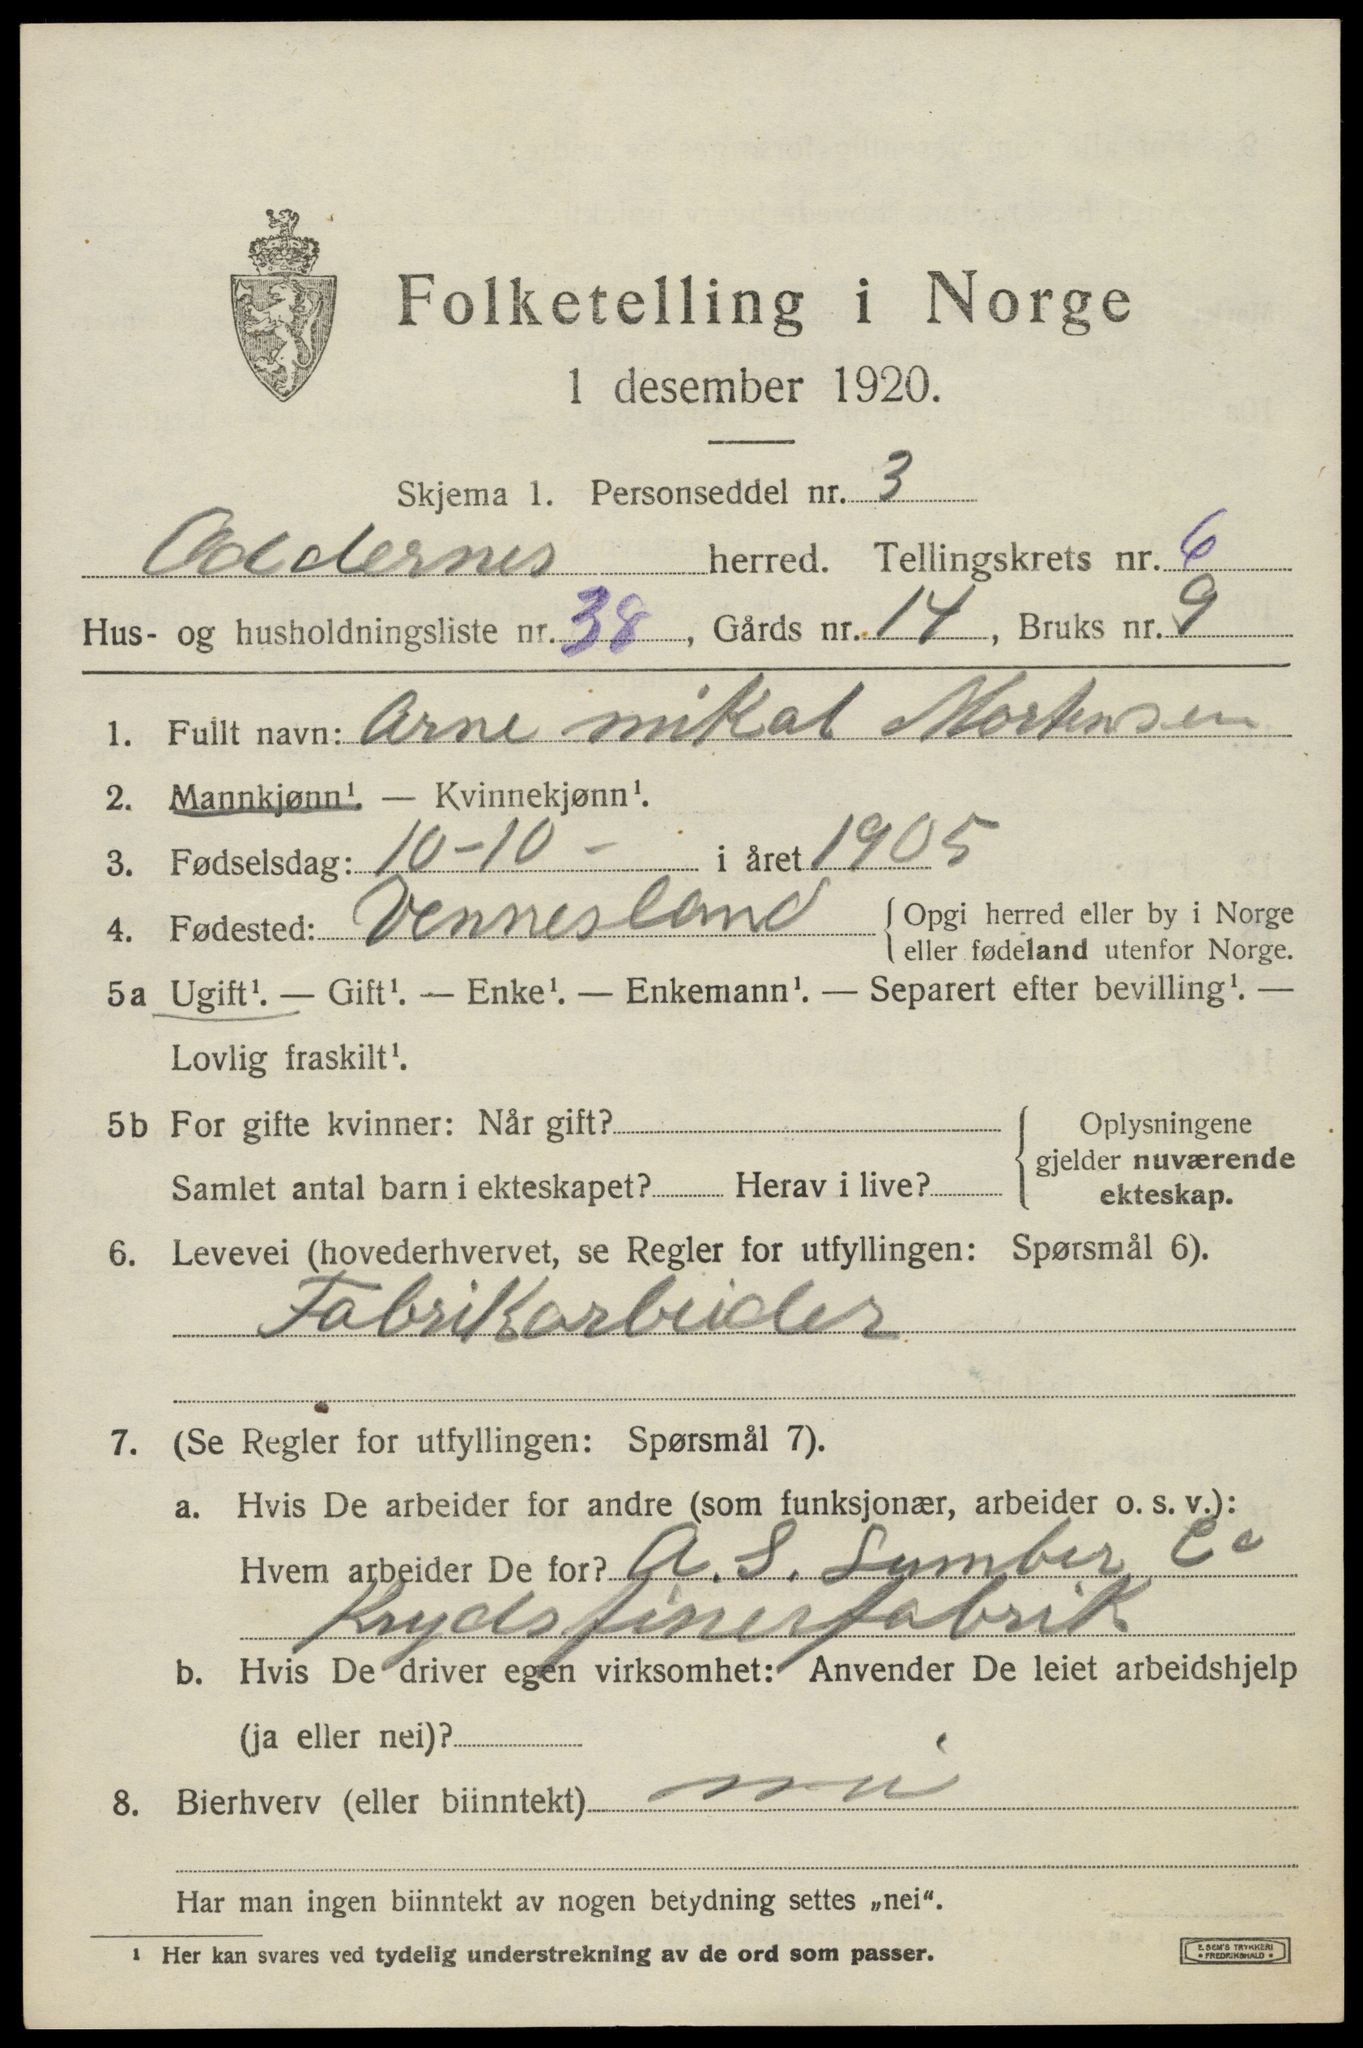 Folketelling i Norge
1 desember 1920.
Skjema 1. Personseddel nr. 3
Oddernes herred. Tellingskrets nr. 6
Hus- og husholdningsliste nr. 38, Gårds nr. 14, Bruks nr. 9
1. Fullt navn: Arne mikal Mortensen
2. Mannkjønn¹. — Kvinnekjønn¹.
3. Fødselsdag: 10-10- i året 1905
4. Fødested: Vennesland { Opgi herred eller by i Norge
eller fødeland utenfor Norge.
5a Ugift¹. — Gift¹. — Enke¹. — Enkemann¹. — Separert efter bevilling¹. —
Lovlig fraskilt¹.
5b For gifte kvinner: Når gift?
Samlet antal barn i ekteskapet? Herav i live?
{ Oplysningene
gjelder nuværende
ekteskap.
6. Levevei (hovederhvervet, se Regler for utfyllingen: Spørsmål 6).
Fabrikarbeider
7. (Se Regler for utfyllingen: Spørsmål 7).
a. Hvis De arbeider for andre (som funksjonær, arbeider o. s. v.):
Hvem arbeider De for? A. S. Lumber Co
Krydsfinerfabrik
b. Hvis De driver egen virksomhet: Anvender De leiet arbeidshjelp
(ja eller nei)?
8. Bierhverv (eller biinntekt) nei
Har man ingen biinntekt av nogen betydning settes „nei“.
¹ Her kan svares ved tydelig understrekning av de ord som passer.
E. SEM'S TRYKKERI
• FREDRIKSHALD •